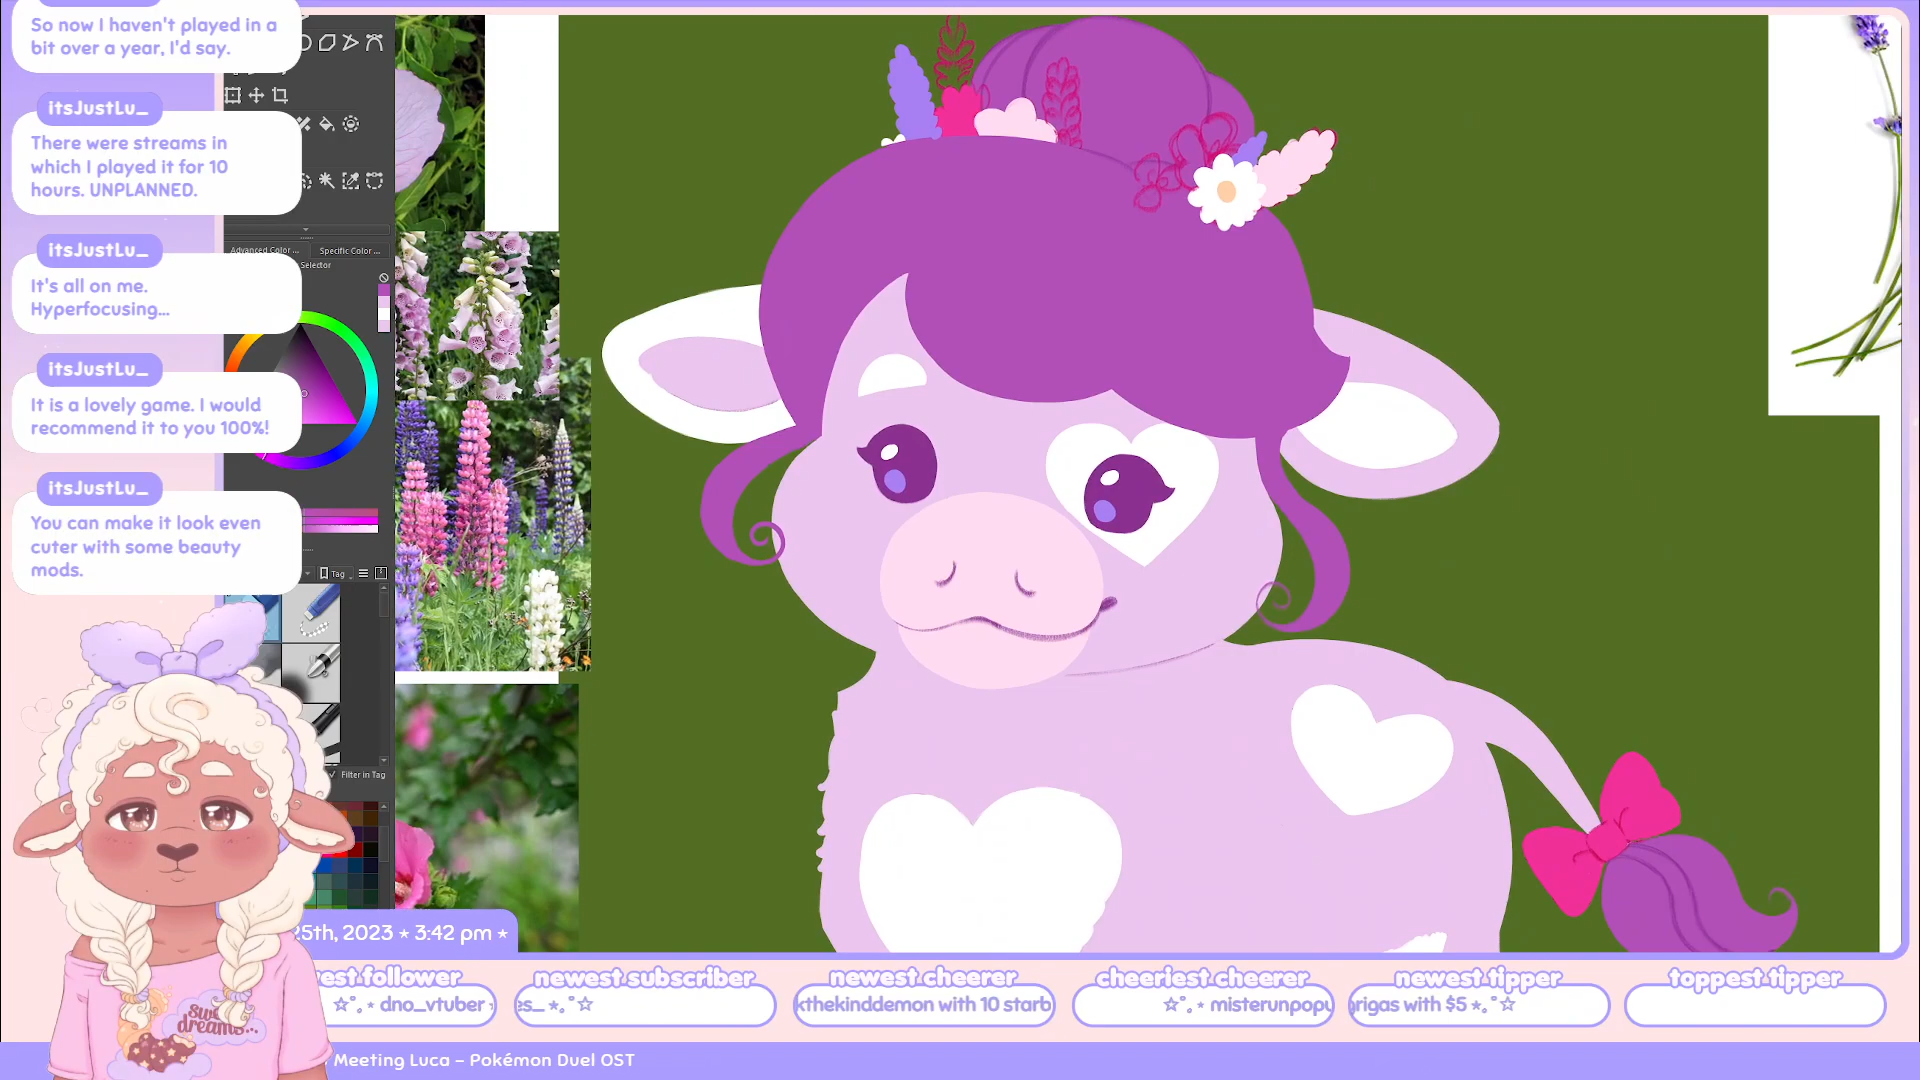 So now I haven't played in a
bit over a year, I'd say.
itsJustLu_
There were streams in
which I played it for 10
hours. UNPLANNED.
itsJustLu_
It's all on me.
Hyperfocusing...
itsJustLu_
It is a lovely game. I would
recommend it to you 100%!
itsJustLu_
You can make it look even
cuter with some beauty
mods.
Advanced Color ...
Specific Color ...
Selector
Tag
Filter in Tag
25th, 2023 ⋆ 3:42 pm ⋆
est follower
☆°｡⋆ dno_vtuber
newest subscriber
es_ ⋆｡°☆
newest cheerer
kthekinddemon with 10 starb
cheeriest cheerer
☆°｡⋆ misterunpopu
newest tipper
rigas with $5 ⋆｡°☆
toppest tipper
sweet
dreams...
Meeting Luca – Pokémon Duel OST